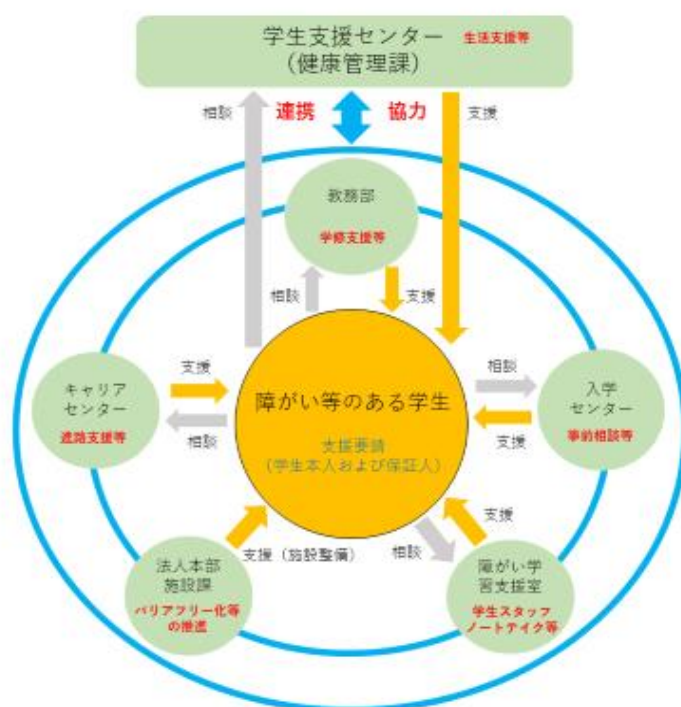 学生支援センター 生活支援等
（健康管理課）
相談
連携
協力
支援
教務部
学修支援等
相談
支援
支援
キャリア
センター
進路支援等
相談
障がい等のある学生
支援要請
（学生本人および保証人）
相談
入学
センター
事前相談等
支援
法人本部
施設課
バリアフリー化等
の推進
支援（施設整備）
相談
支援
障がい学
習支援室
学生スタッフ
ノートテイク等